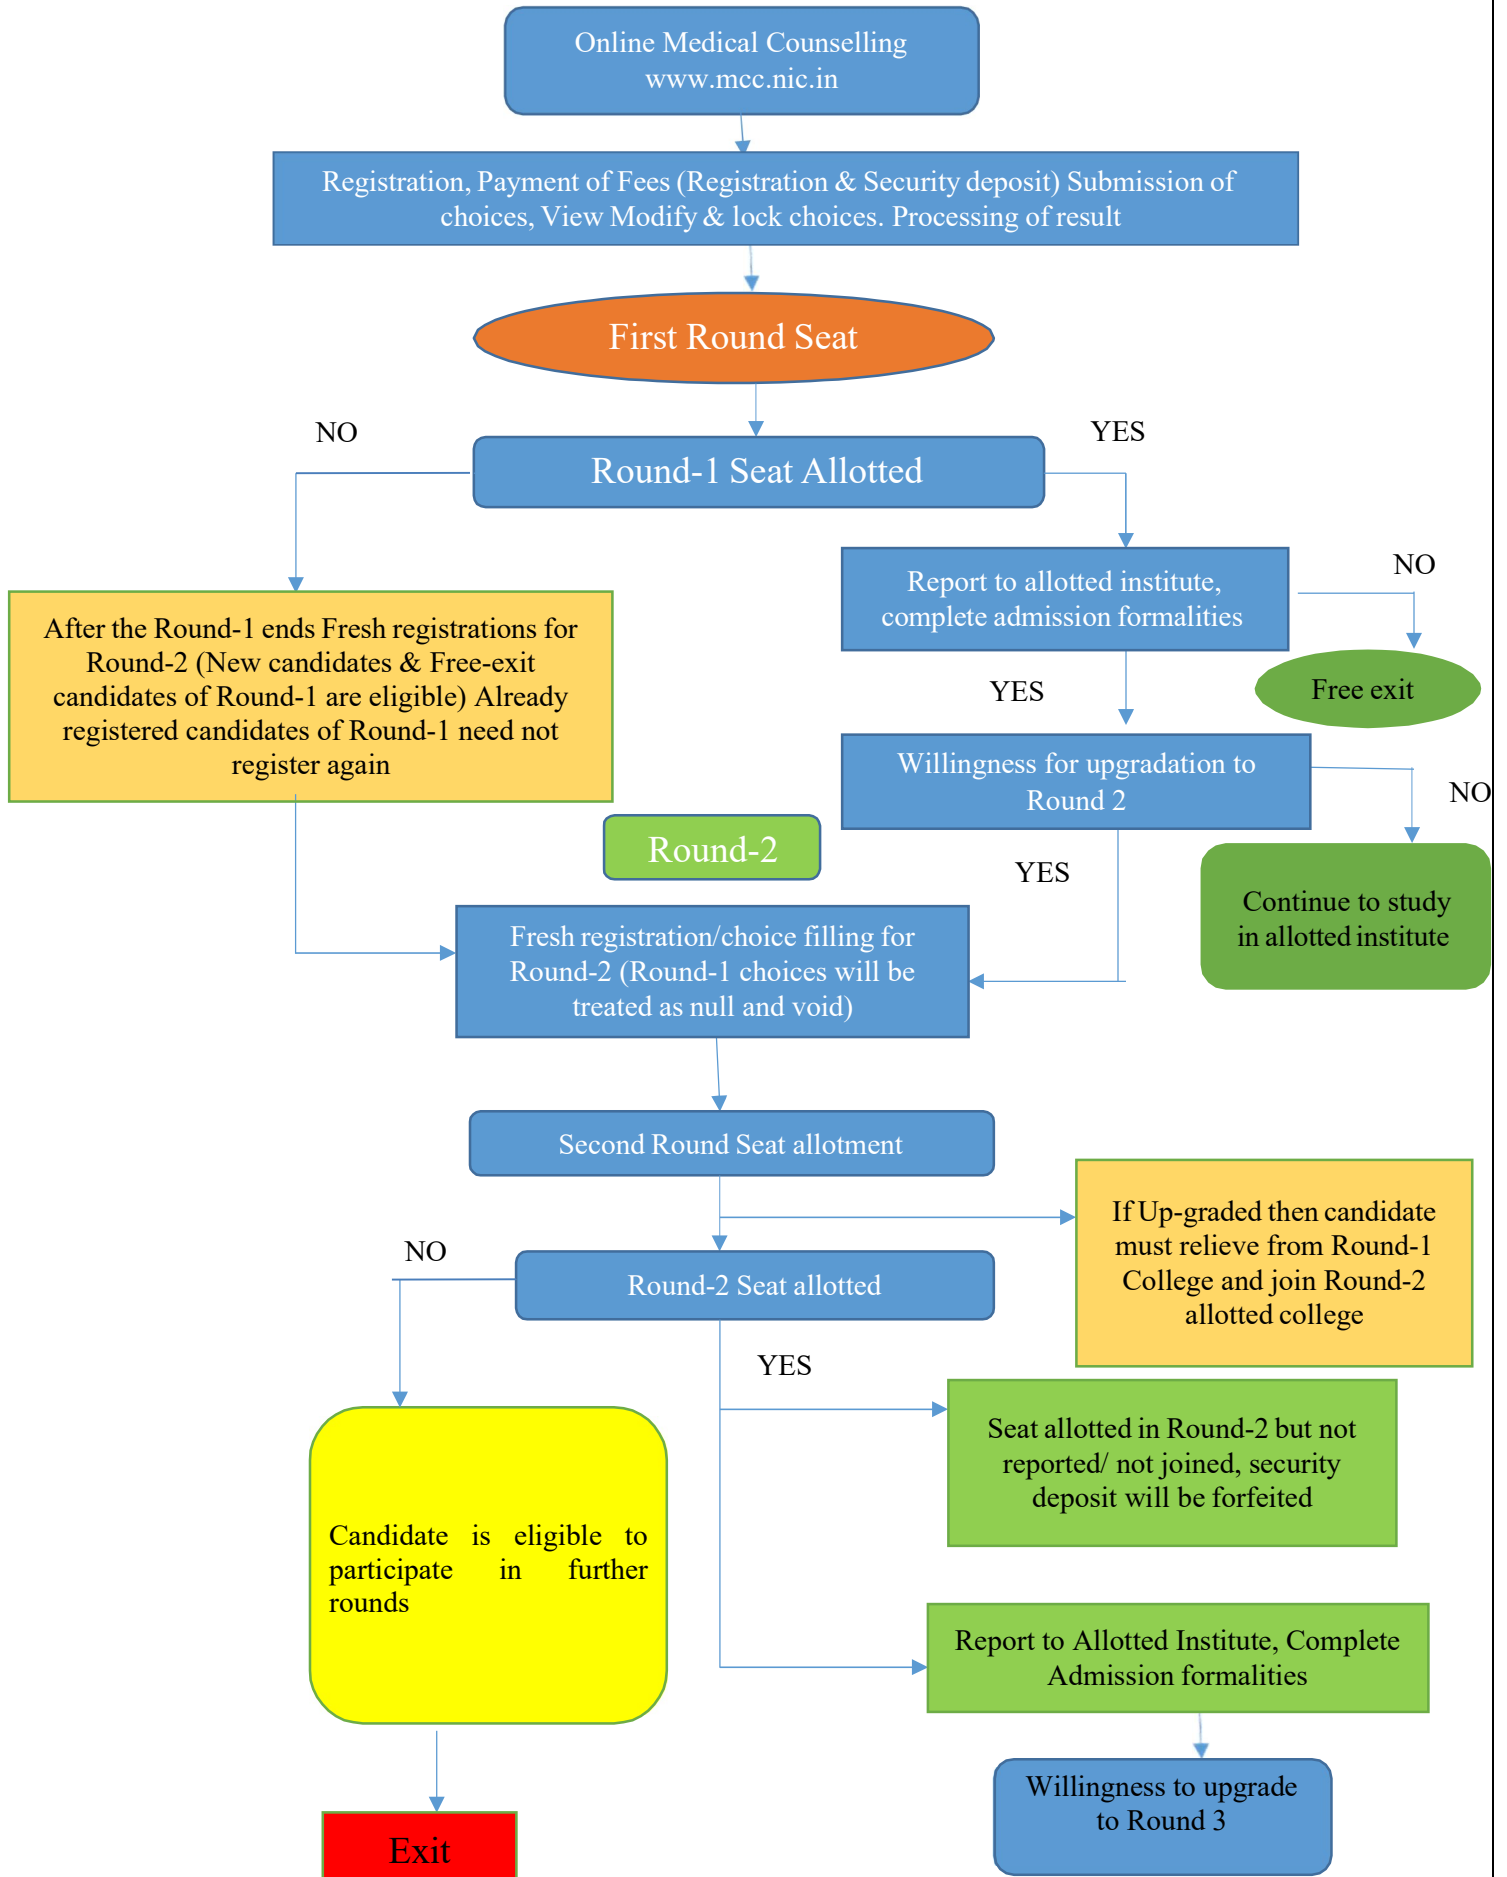 Online Medical Counselling
www.mcc.nic.in
Registration, Payment of Fees (Registration & Security deposit) Submission of
choices, View Modify & lock choices. Processing of result
First Round Seat
NO
YES
Round-1 Seat Allotted
Report to allotted institute,
complete admission formalities
NO
After the Round-1 ends Fresh registrations for
Round-2 (New candidates & Free-exit
candidates of Round-1 are eligible) Already
registered candidates of Round-1 need not
register again
YES
Free exit
Willingness for upgradation to
Round 2
NO
Round-2
YES
Continue to study
in allotted institute
Fresh registration/choice filling for
Round-2 (Round-1 choices will be
treated as null and void)
Second Round Seat allotment
If Up-graded then candidate
must relieve from Round-1
College and join Round-2
allotted college
NO
Round-2 Seat allotted
YES
Seat allotted in Round-2 but not
reported/ not joined, security
deposit will be forfeited
Candidate is eligible to
participate in further
rounds
Report to Allotted Institute, Complete
Admission formalities
Willingness to upgrade
to Round 3
Exit